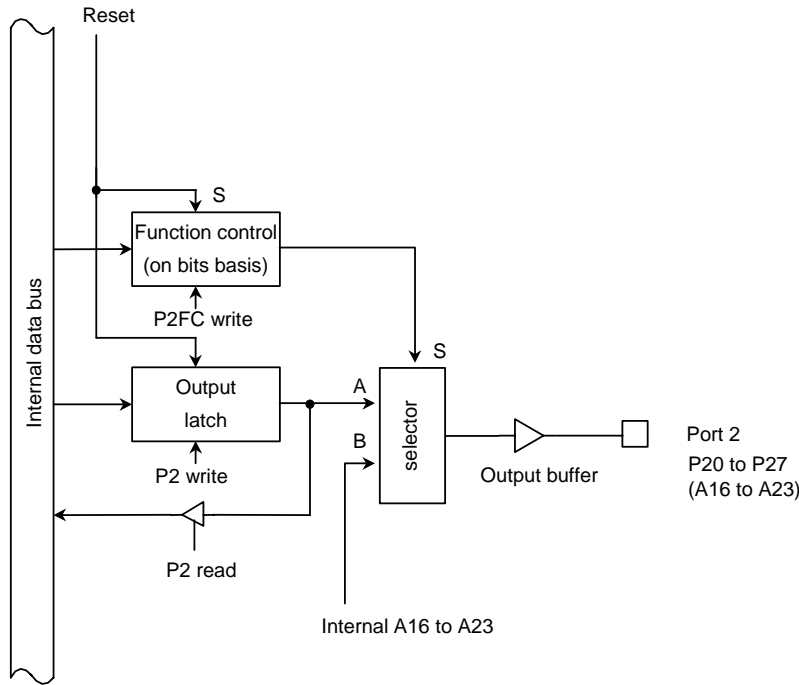 Reset
S
Function control
(on bits basis)
P2FC write
Internal data bus
S
A
Output
latch
B
selector
Port 2
P20 to P27
(A16 to A23)
Output buffer
P2 write
P2 read
Internal A16 to A23